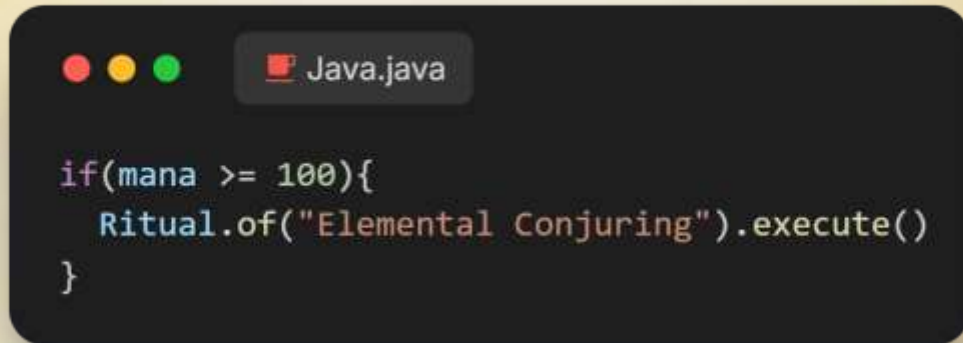 Java.java
if(mana >= 100){
  Ritual.of("Elemental Conjuring").execute()
}